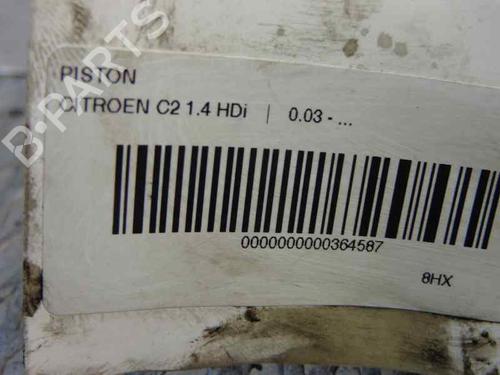 B-PARTS
PISTON
CITROEN C2 1.4 HDi | 0.03 - ...
0000000000364587
8HX